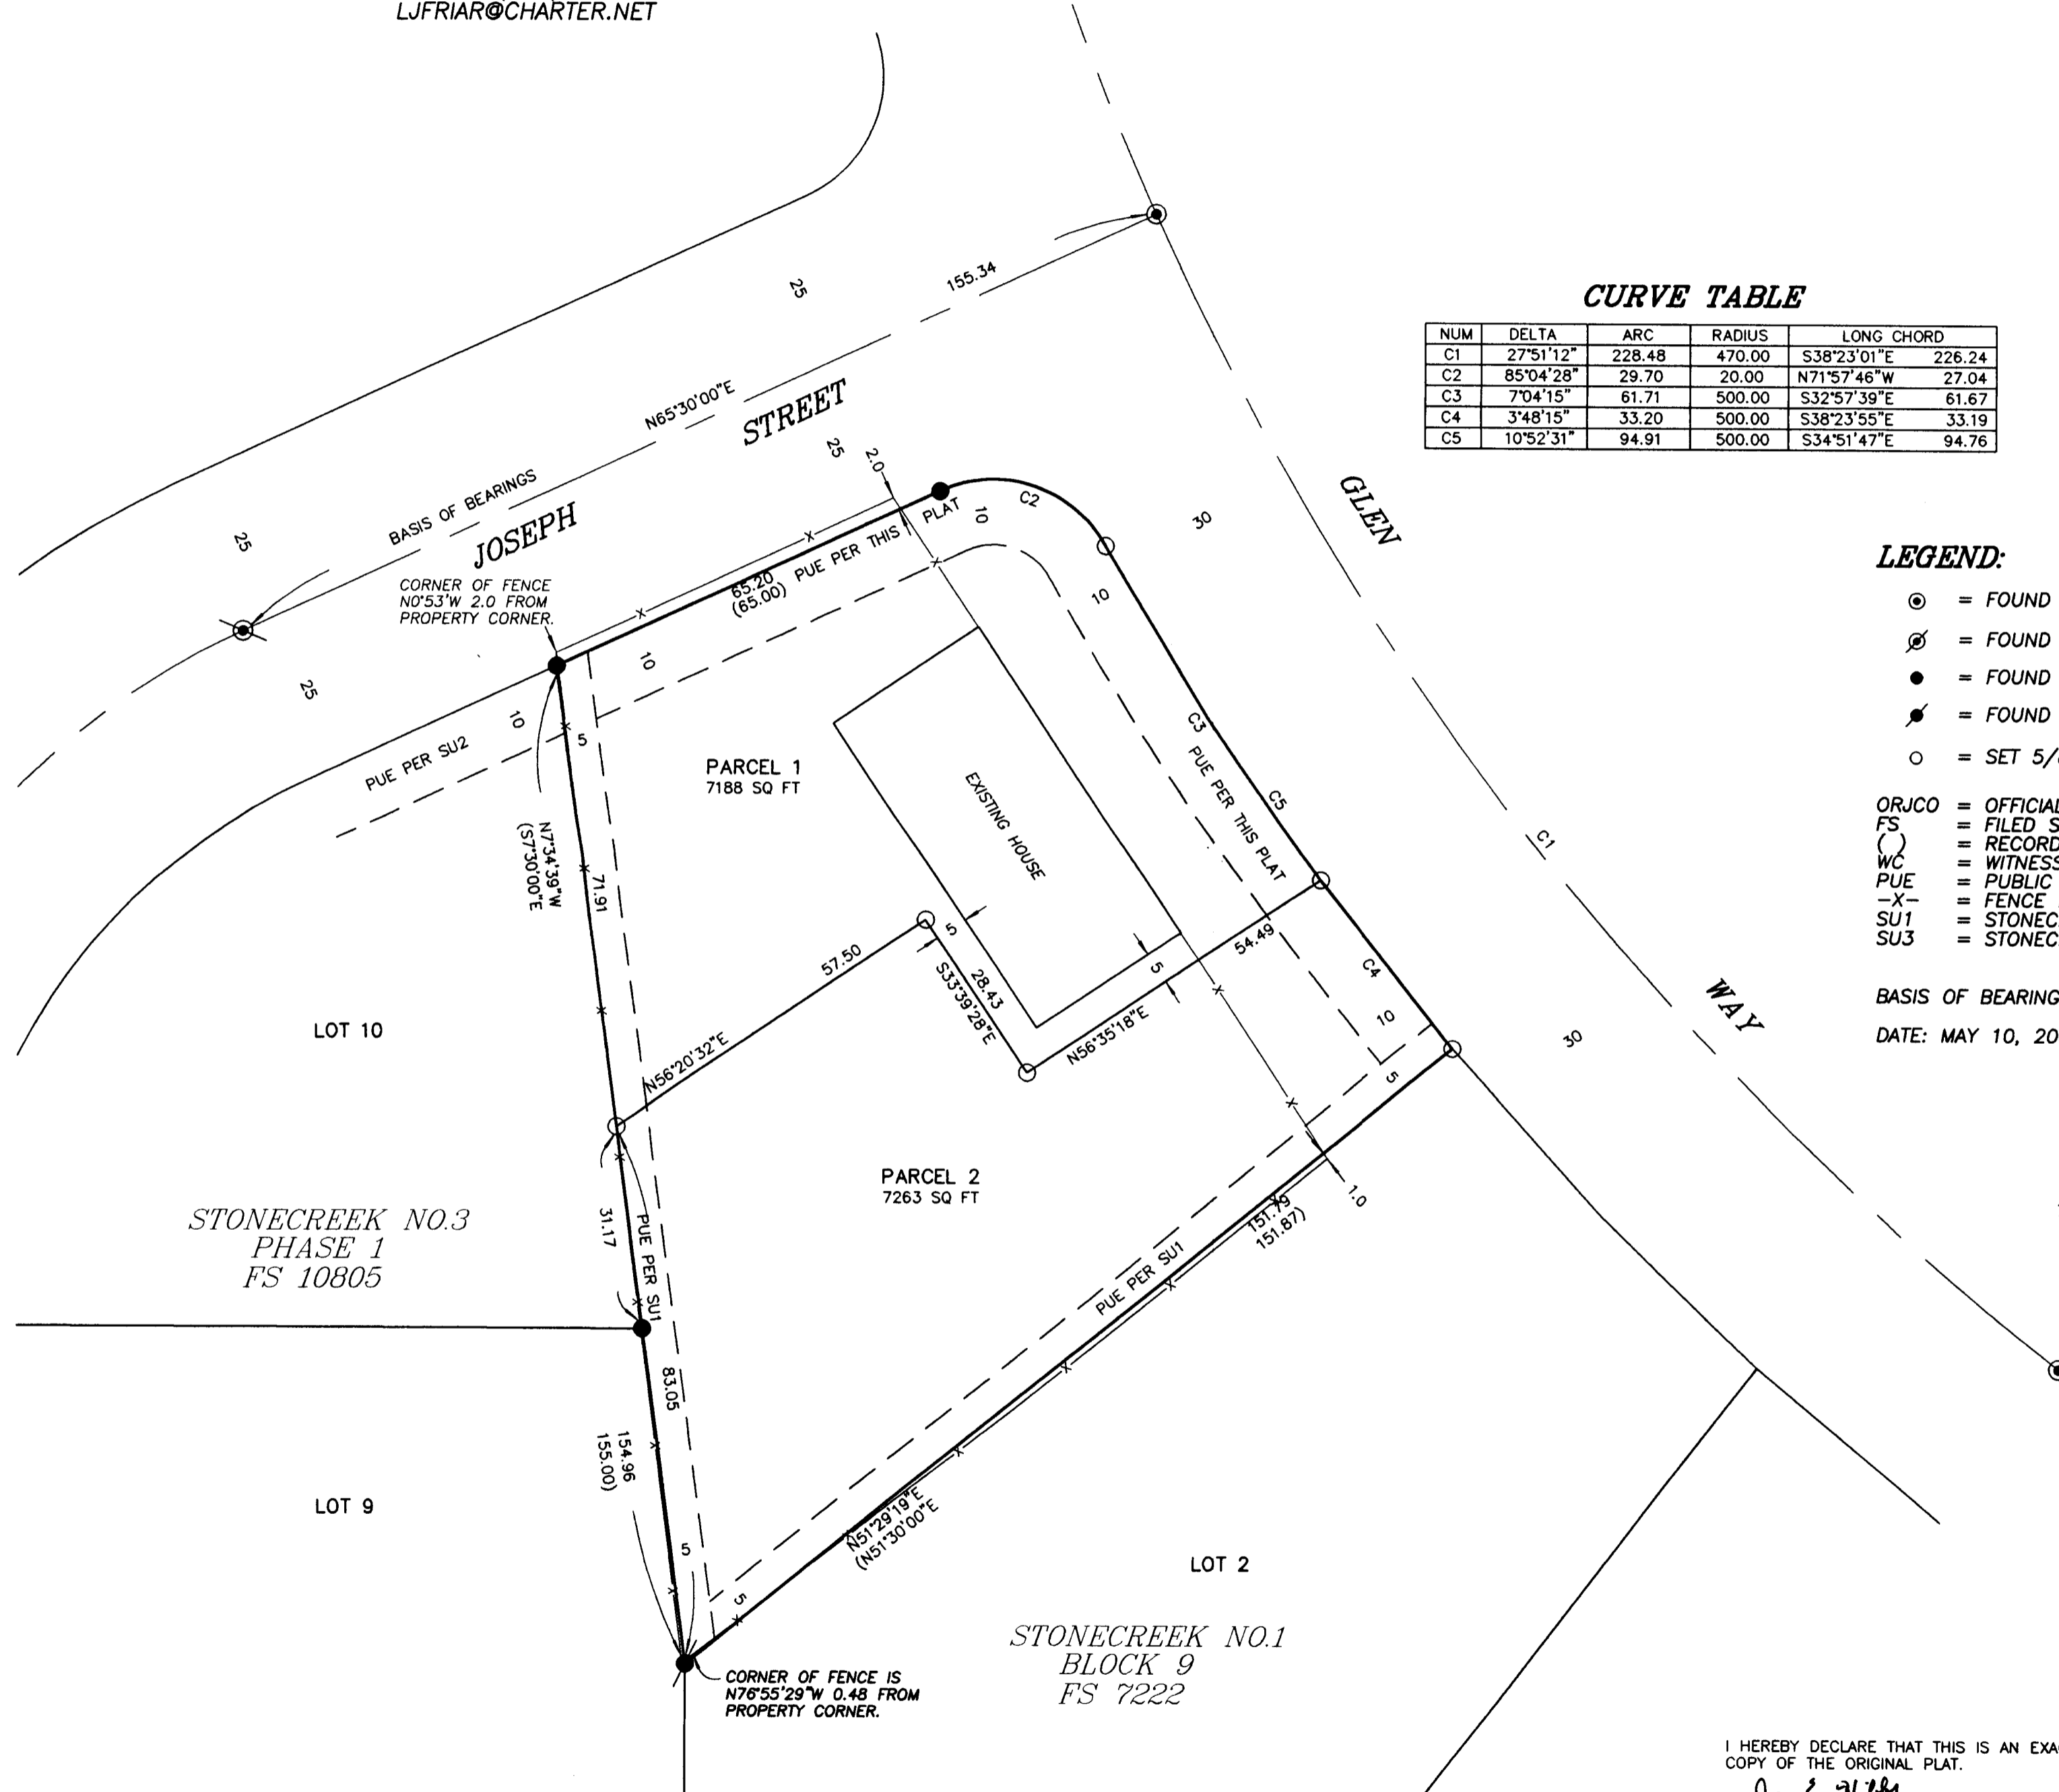 LJFRIAR@CHARTER.NET
25
155.34
N65°30'00"E
STREET
BASIS OF BEARINGS
JOSEPH
25
25
2.0
CORNER OF FENCE
N0°53'W 2.0 FROM
PROPERTY CORNER.
65.20
(65.00)
PUE PER THIS PLAT
10
C2
30
GLEN
10
10
25
10
PUE PER SU2
5
PARCEL 1
7188 SQ FT
EXISTING HOUSE
C3
PUE PER THIS PLAT
C5
C1
N7°34'39"W
(S7°30'00"E
71.91
57.50
5
S33°39'28"E
28.43
5
54.49
C4
N56°35'18"E
N56°20'32"E
10
30
WAY
5
LOT 10
PARCEL 2
7263 SQ FT
1.0
151.79
151.87)
STONECREEK NO.3
PHASE 1
FS 10805
31.17
PUE PER SU1
PUE PER SU1
83.05
154.96
155.00)
LOT 9
5
N51°29'19"E
(N51°30'00"E
5
LOT 2
STONECREEK NO.1
BLOCK 9
FS 7222
CORNER OF FENCE IS
N76°55'29"W 0.48 FROM
PROPERTY CORNER.
CURVE TABLE
NUM DELTA ARC RADIUS LONG CHORD
C1 27°51'12" 228.48 470.00 S38°23'01"E 226.24
C2 85°04'28" 29.70 20.00 N71°57'46"W 27.04
C3 7°04'15" 61.71 500.00 S32°57'39"E 61.67
C4 3°48'15" 33.20 500.00 S38°23'55"E 33.19
C5 10°52'31" 94.91 500.00 S34°51'47"E 94.76
LEGEND:
= FOUND
= FOUND
= FOUND
= FOUND
= SET 5/
ORJCO = OFFICIAL
FS = FILED S
( ) = RECORD
WC = WITNESS
PUE = PUBLIC
-X- = FENCE
SU1 = STONEC
SU3 = STONEC
BASIS OF BEARING
DATE: MAY 10, 20
I HEREBY DECLARE THAT THIS IS AN EXA
COPY OF THE ORIGINAL PLAT.